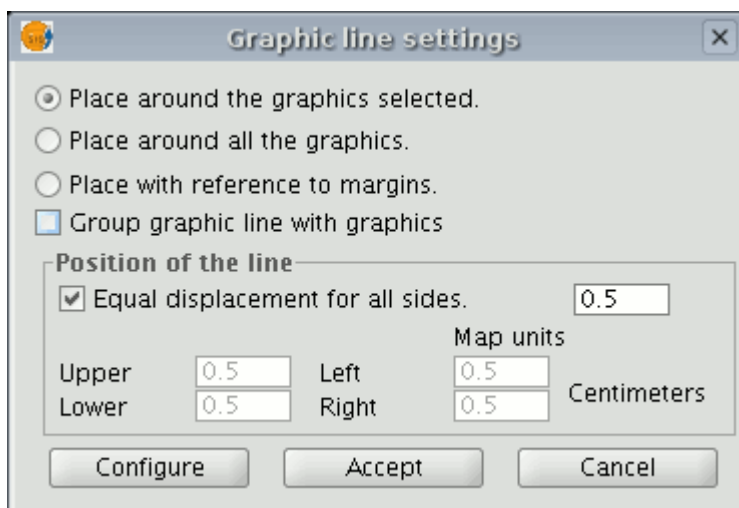 Graphic line settings
Place around the graphics selected.
Place around all the graphics.
Place with reference to margins.
Group graphic line with graphics
Position of the line
Equal displacement for all sides. 0.5
Map units
Upper 0.5 Left 0.5
Lower 0.5 Right 0.5 Centimeters
Configure Accept Cancel